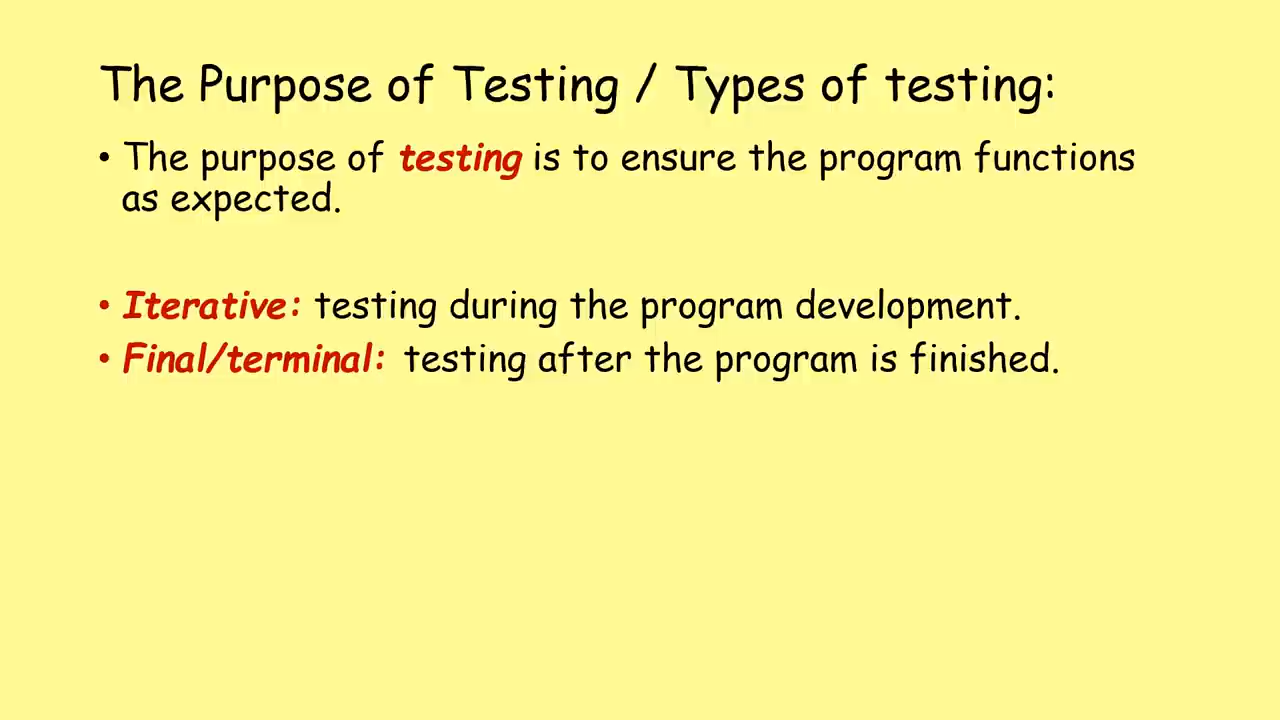 The Purpose of Testing / Types of testing:
• The purpose of testing is to ensure the program functions
as expected.
• Iterative: testing during the program development.
• Final/terminal: testing after the program is finished.